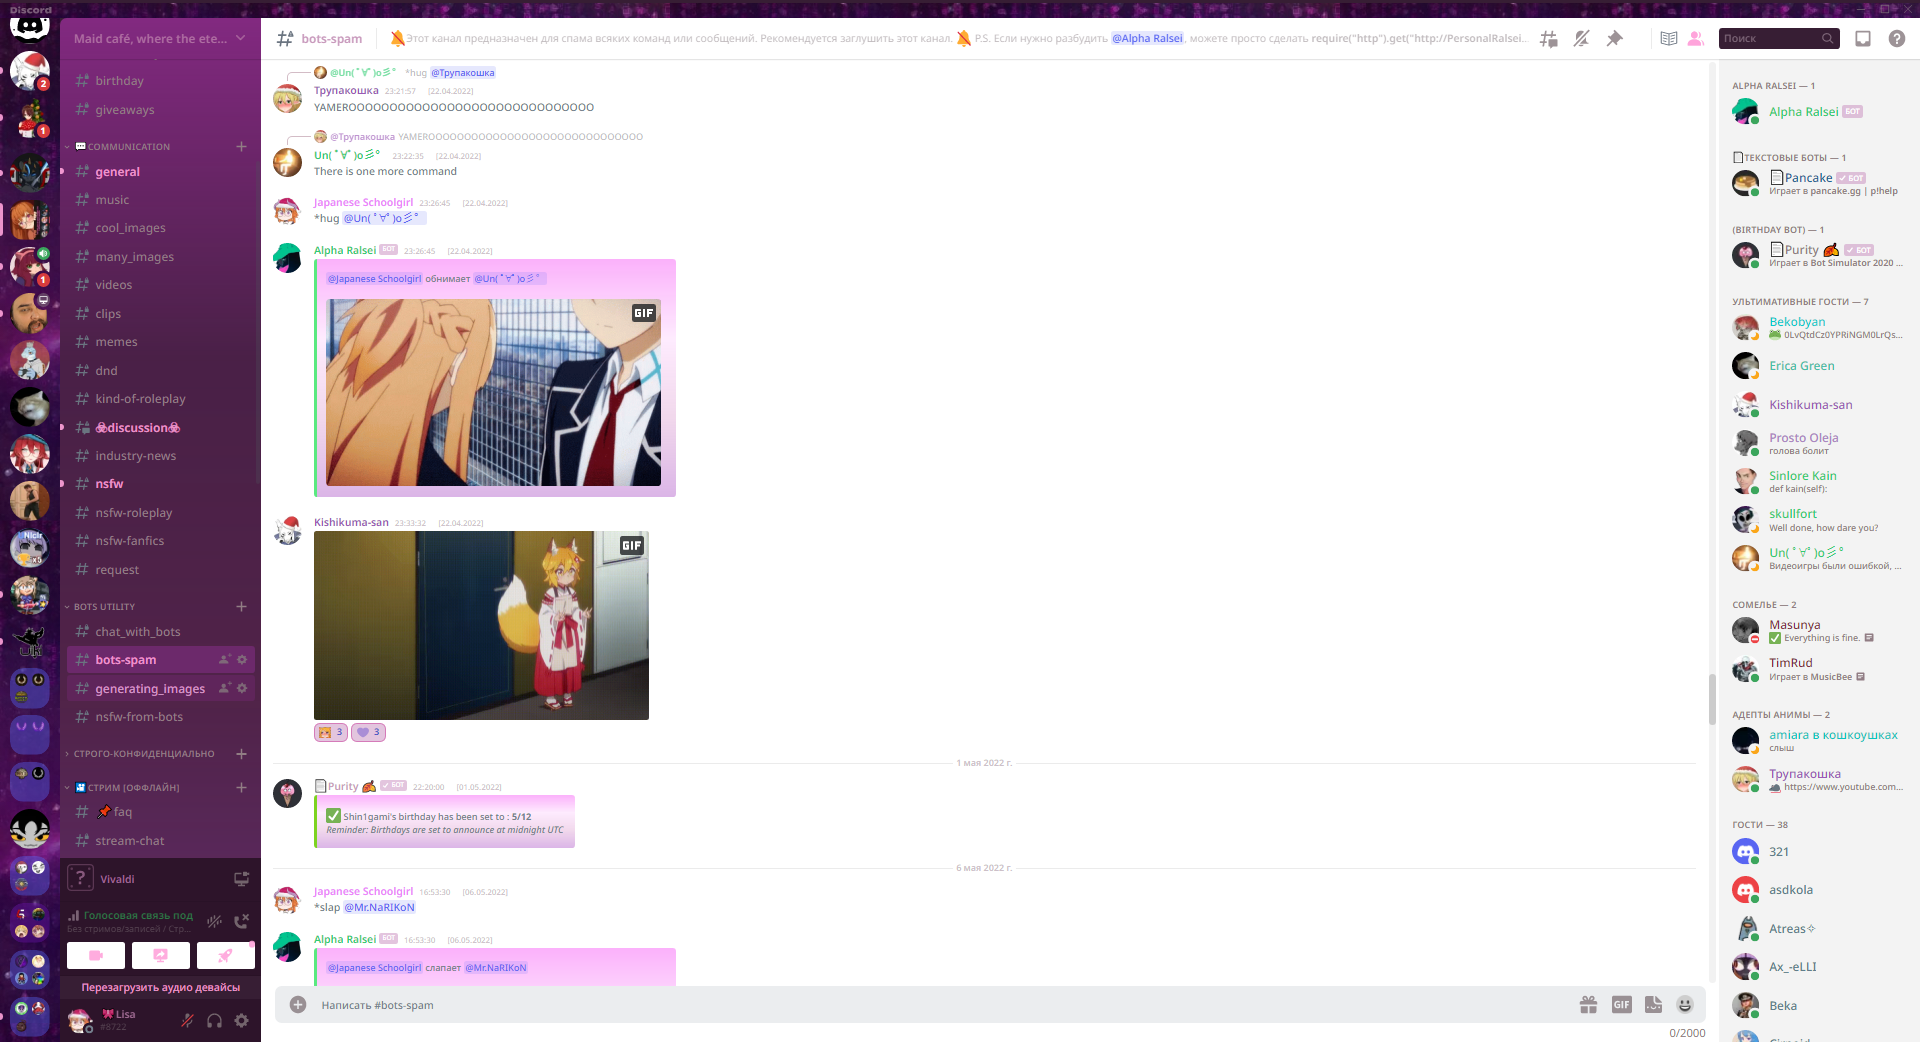 Discord
Maid café, where the ete...
birthday
giveaways
COMMUNICATION
general
music
cool_images
many_images
videos
clips
memes
dnd
kind-of-roleplay
☣discussion☣
industry-news
nsfw
nsfw-roleplay
nsfw-fanfics
request
BOTS UTILITY
chat_with_bots
bots-spam
generating_images
nsfw-from-bots
СТРОГО-КОНФИДЕНЦИАЛЬНО
СТРИМ [ОФФЛАЙН]
faq
stream-chat
Vivaldi
Голосовая связь под
Без стримов/записей / Стр...
Перезагрузить аудио девайсы
Lisa
#8722
bots-spam
Этот канал предназначен для спама всяких команд или сообщений. Рекомендуется заглушить этот канал. P.S. Если нужно разбудить @Alpha Ralsei, можете просто сделать require("http").get("http://PersonalRalsei...
Поиск
@Un( ﾟ∀ﾟ)o彡° *hug @Трупакошка
Трупакошка 23:21:57 [22.04.2022]
YAMEROOOOOOOOOOOOOOOOOOOOOOOOOOOOOO
@Трупакошка YAMEROOOOOOOOOOOOOOOOOOOOOOOOOOOOOO
Un( ﾟ∀ﾟ)o彡° 23:22:35 [22.04.2022]
There is one more command
Japanese Schoolgirl 23:26:45 [22.04.2022]
*hug @Un( ﾟ∀ﾟ)o彡°
Alpha Ralsei БОТ 23:26:45 [22.04.2022]
@Japanese Schoolgirl обнимает @Un( ﾟ∀ﾟ)o彡°
GIF
Kishikuma-san 23:33:32 [22.04.2022]
GIF
3 3
1 мая 2022 г.
Purity БОТ 22:20:00 [01.05.2022]
Shin1gami's birthday has been set to : 5/12
Reminder: Birthdays are set to announce at midnight UTC
6 мая 2022 г.
Japanese Schoolgirl 16:53:30 [06.05.2022]
*slap @Mr.NaRIKoN
Alpha Ralsei БОТ 16:53:30 [06.05.2022]
@Japanese Schoolgirl слапает @Mr.NaRIKoN
Написать #bots-spam
GIF
0/2000
ALPHA RALSEI — 1
Alpha Ralsei БОТ
ТЕКСТОВЫЕ БОТЫ — 1
Pancake БОТ
Играет в pancake.gg | p!help
(BIRTHDAY BOT) — 1
Purity БОТ
Играет в Bot Simulator 2020 ...
УЛЬТИМАТИВНЫЕ ГОСТИ — 7
Bekobyan
0LvQtdCz0YPRiNGM0LrQs...
Erica Green
Kishikuma-san
Prosto Oleja
голова болит
Sinlore Kain
def kain(self):
skullfort
Well done, how dare you?
Un( ﾟ∀ﾟ)o彡°
Видеоигры были ошибкой, ...
СОМЕЛЬЕ — 2
Masunya
Everything is fine.
TimRud
Играет в MusicBee
АДЕПТЫ АНИМЫ — 2
amiara в кошкоушках
слыш
Трупакошка
https://www.youtube.com...
ГОСТИ — 38
321
asdkola
Atreas✧
Ax_-eLLI
Beka